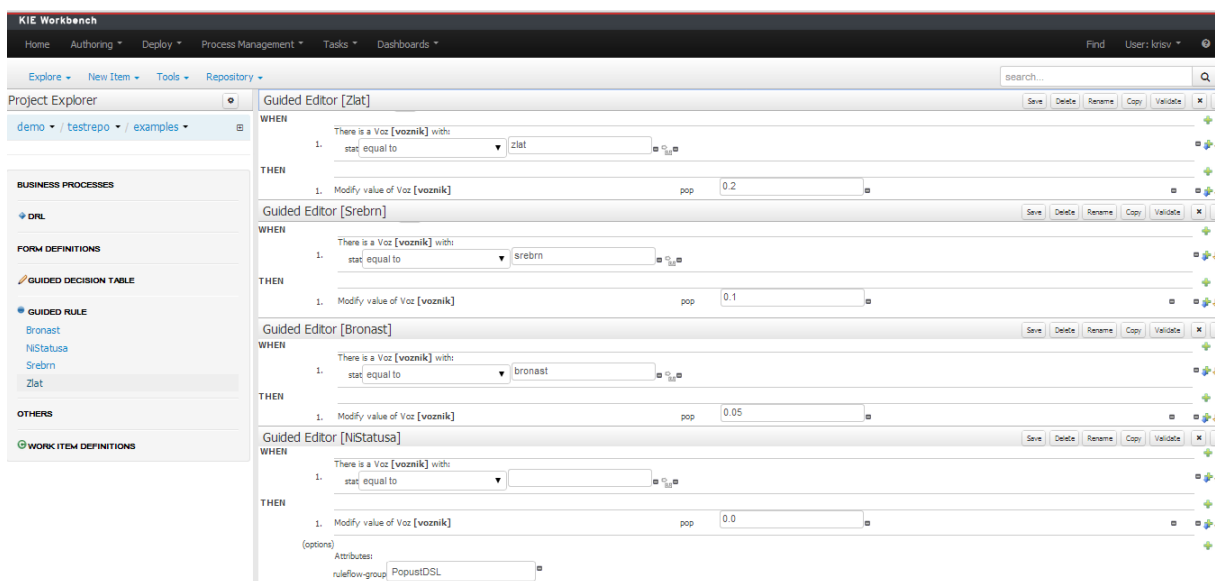 KIE Workbench
Home Authoring Deploy Process Management Tasks Dashboards Find User: krisv
Explore New Item Tools Repository search...
Project Explorer
demo / testrepo / examples
BUSINESS PROCESSES
DRL
FORM DEFINITIONS
GUIDED DECISION TABLE
GUIDED RULE
Bronast
NiStatusa
Srebrn
Zlat
OTHERS
WORK ITEM DEFINITIONS
Guided Editor [Zlat] Save Delete Rename Copy Validate
WHEN
There is a Voz [voznik] with:
1. stat equal to zlat
THEN
1. Modify value of Voz [voznik] pop 0.2
Guided Editor [Srebrn] Save Delete Rename Copy Validate
WHEN
There is a Voz [voznik] with:
1. stat equal to srebrn
THEN
1. Modify value of Voz [voznik] pop 0.1
Guided Editor [Bronast] Save Delete Rename Copy Validate
WHEN
There is a Voz [voznik] with:
1. stat equal to bronast
THEN
1. Modify value of Voz [voznik] pop 0.05
Guided Editor [NiStatusa] Save Delete Rename Copy Validate
WHEN
There is a Voz [voznik] with:
1. stat equal to
THEN
1. Modify value of Voz [voznik] pop 0.0
(options)
Attributes:
ruleflow-group PopustDSL